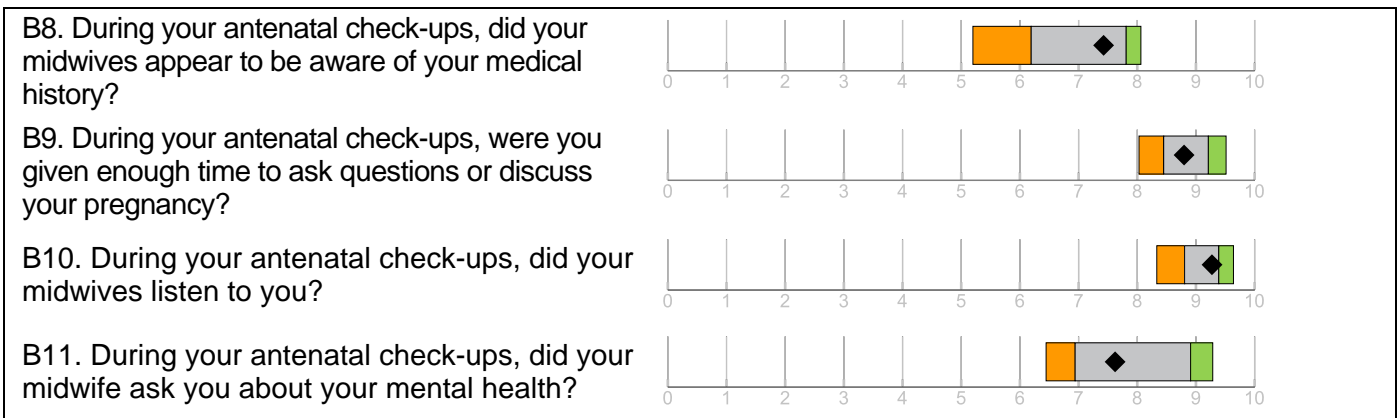 B8. During your antenatal check-ups, did your
midwives appear to be aware of your medical
history?
0 1 2 3 4 5 6 7 8 9 10
B9. During your antenatal check-ups, were you
given enough time to ask questions or discuss
your pregnancy?
0 1 2 3 4 5 6 7 8 9 10
B10. During your antenatal check-ups, did your
midwives listen to you?
0 1 2 3 4 5 6 7 8 9 10
B11. During your antenatal check-ups, did your
midwife ask you about your mental health?
0 1 2 3 4 5 6 7 8 9 10